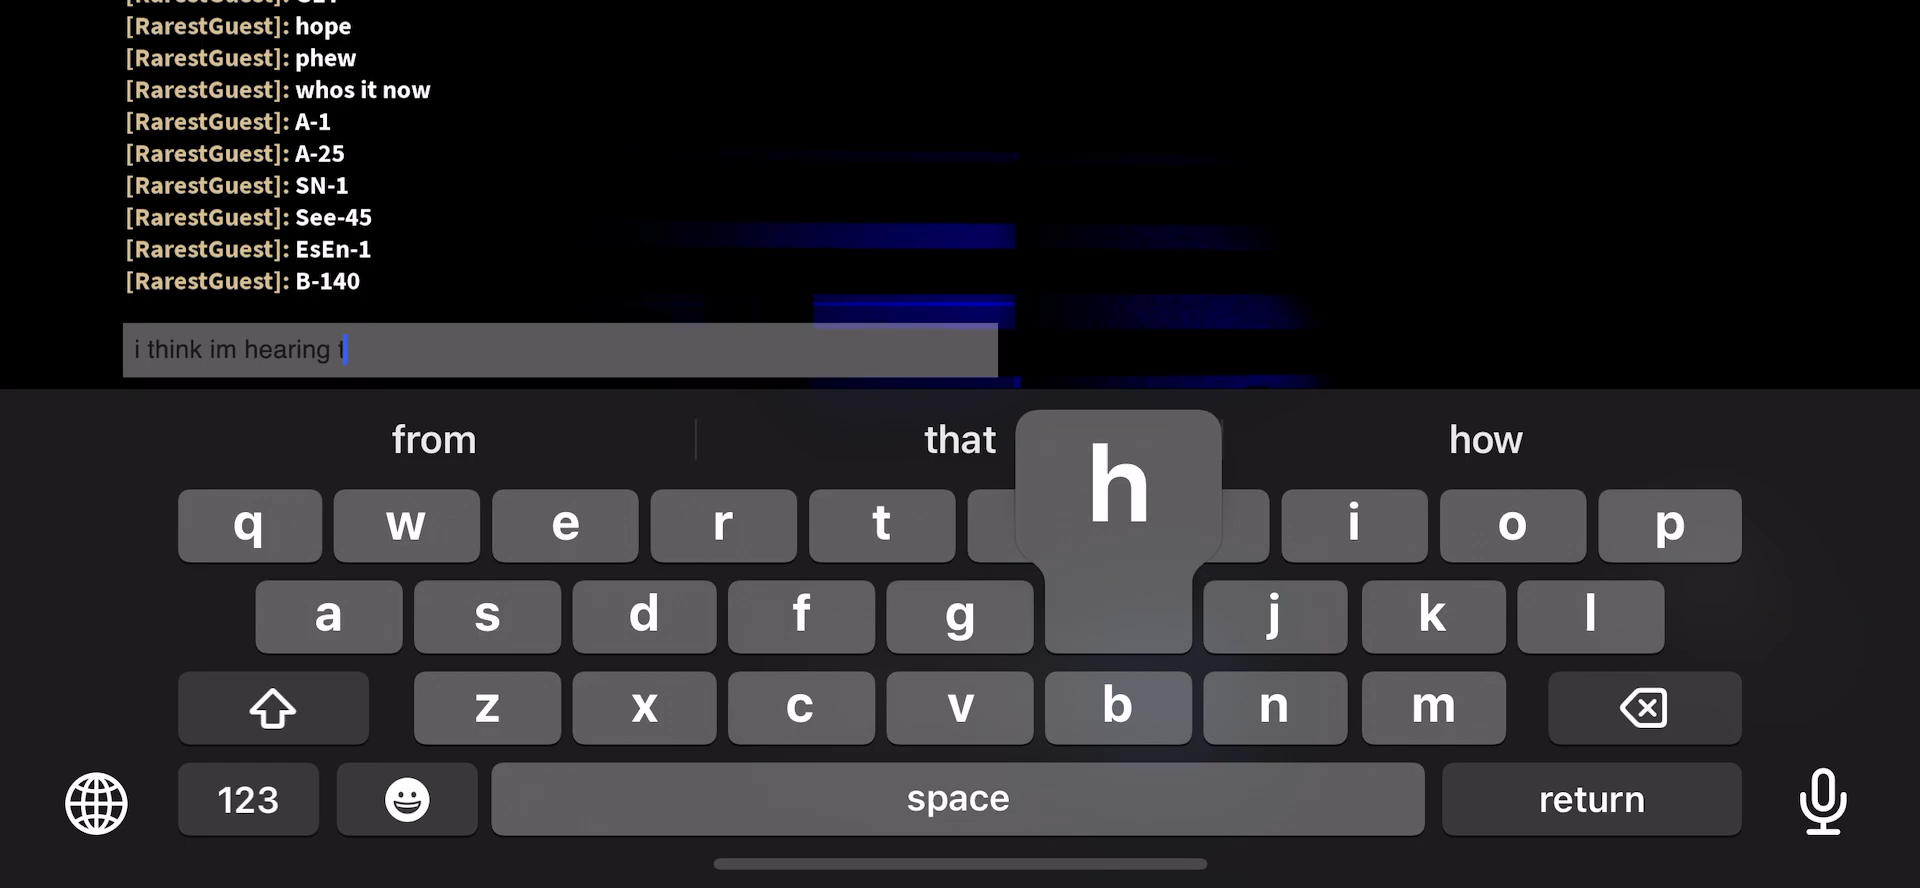 [RarestGuest]: hope
[RarestGuest]: phew
[RarestGuest]: whos it now
[RarestGuest]: A-1
[RarestGuest]: A-25
[RarestGuest]: SN-1
[RarestGuest]: See-45
[RarestGuest]: EsEn-1
[RarestGuest]: B-140
i think im hearing t
from that how
h
q w e r t i o p
a s d f g j k l
z x c v b n m
123 space return